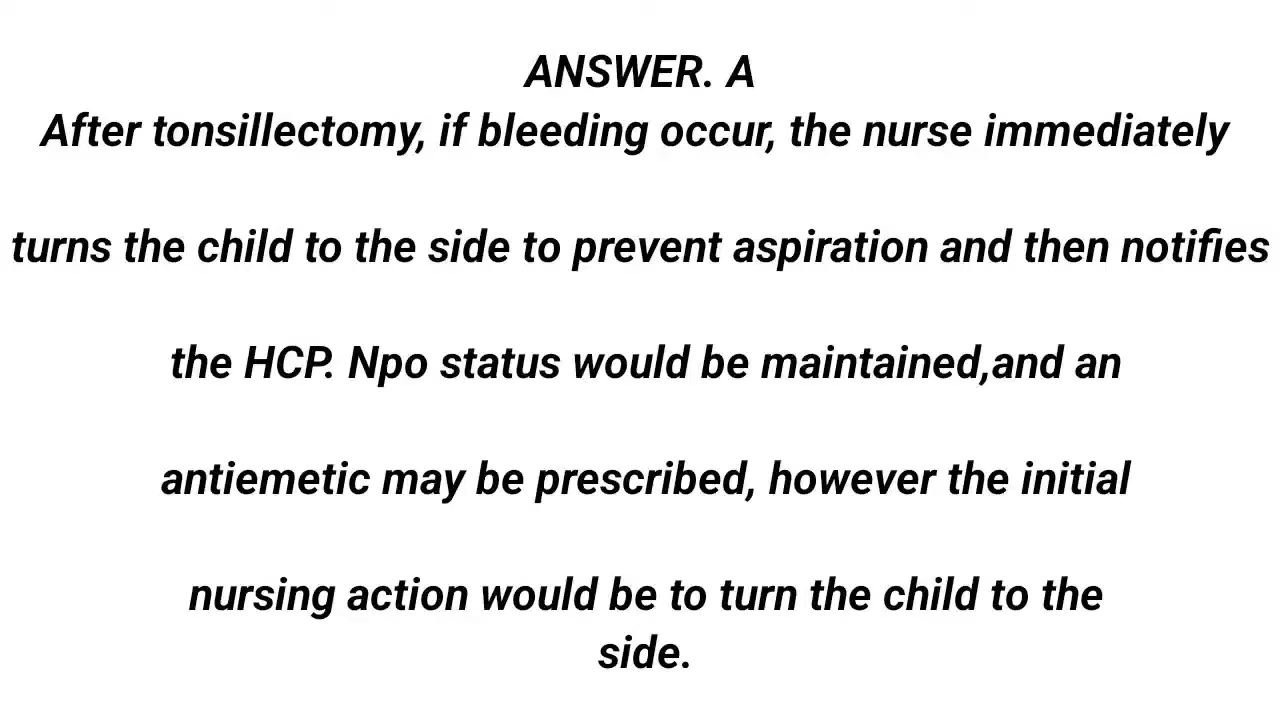 ANSWER. A
After tonsillectomy, if bleeding occur, the nurse immediately
turns the child to the side to prevent aspiration and then notifies
the HCP. Npo status would be maintained,and an
antiemetic may be prescribed, however the initial
nursing action would be to turn the child to the
side.